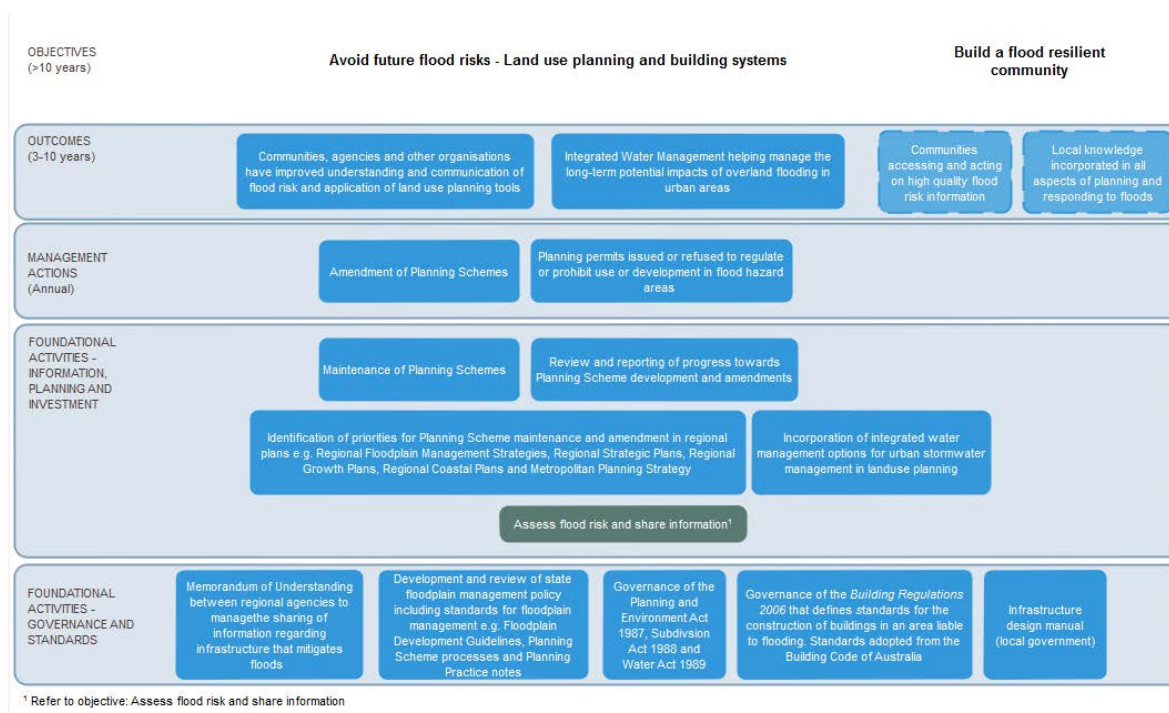 OBJECTIVES
(>10 years)
Avoid future flood risks - Land use planning and building systems
Build a flood resilient
community
OUTCOMES
(3-10 years)
Communities, agencies and other organisations
have improved understanding and communication of
flood risk and application of land use planning tools
Integrated Water Management helping manage the
long-term potential impacts of overland flooding in
urban areas
Communities
accessing and acting
on high quality flood
risk information
Local knowledge
incorporated in all
aspects of planning and
responding to floods
MANAGEMENT
ACTIONS
(Annual)
Amendment of Planning Schemes
Planning permits issued or refused to regulate
or prohibit use or development in flood hazard
areas
FOUNDATIONAL
ACTIVITIES -
INFORMATION,
PLANNING AND
INVESTMENT
Maintenance of Planning Schemes
Review and reporting of progress towards
Planning Scheme development and amendments
Identification of priorities for Planning Scheme maintenance and amendment in regional
plans e.g. Regional Floodplain Management Strategies, Regional Strategic Plans, Regional
Growth Plans, Regional Coastal Plans and Metropolitan Planning Strategy
Incorporation of integrated water
management options for urban stormwater
management in landuse planning
Assess flood risk and share information¹
FOUNDATIONAL
ACTIVITIES -
GOVERNANCE AND
STANDARDS
Memorandum of Understanding
between regional agencies to
managethe sharing of
information regarding
infrastructure that mitigates
floods
Development and review of state
floodplain management policy
including standards for floodplain
management e.g. Floodplain
Development Guidelines, Planning
Scheme processes and Planning
Practice notes
Governance of the
Planning and
Environment Act
1987, Subdivsion
Act 1988 and
Water Act 1989
Governance of the Building Regulations
2006 that defines standards for the
construction of buildings in an area liable
to flooding. Standards adopted from the
Building Code of Australia
Infrastructure
design manual
(local government)
¹ Refer to objective: Assess flood risk and share information